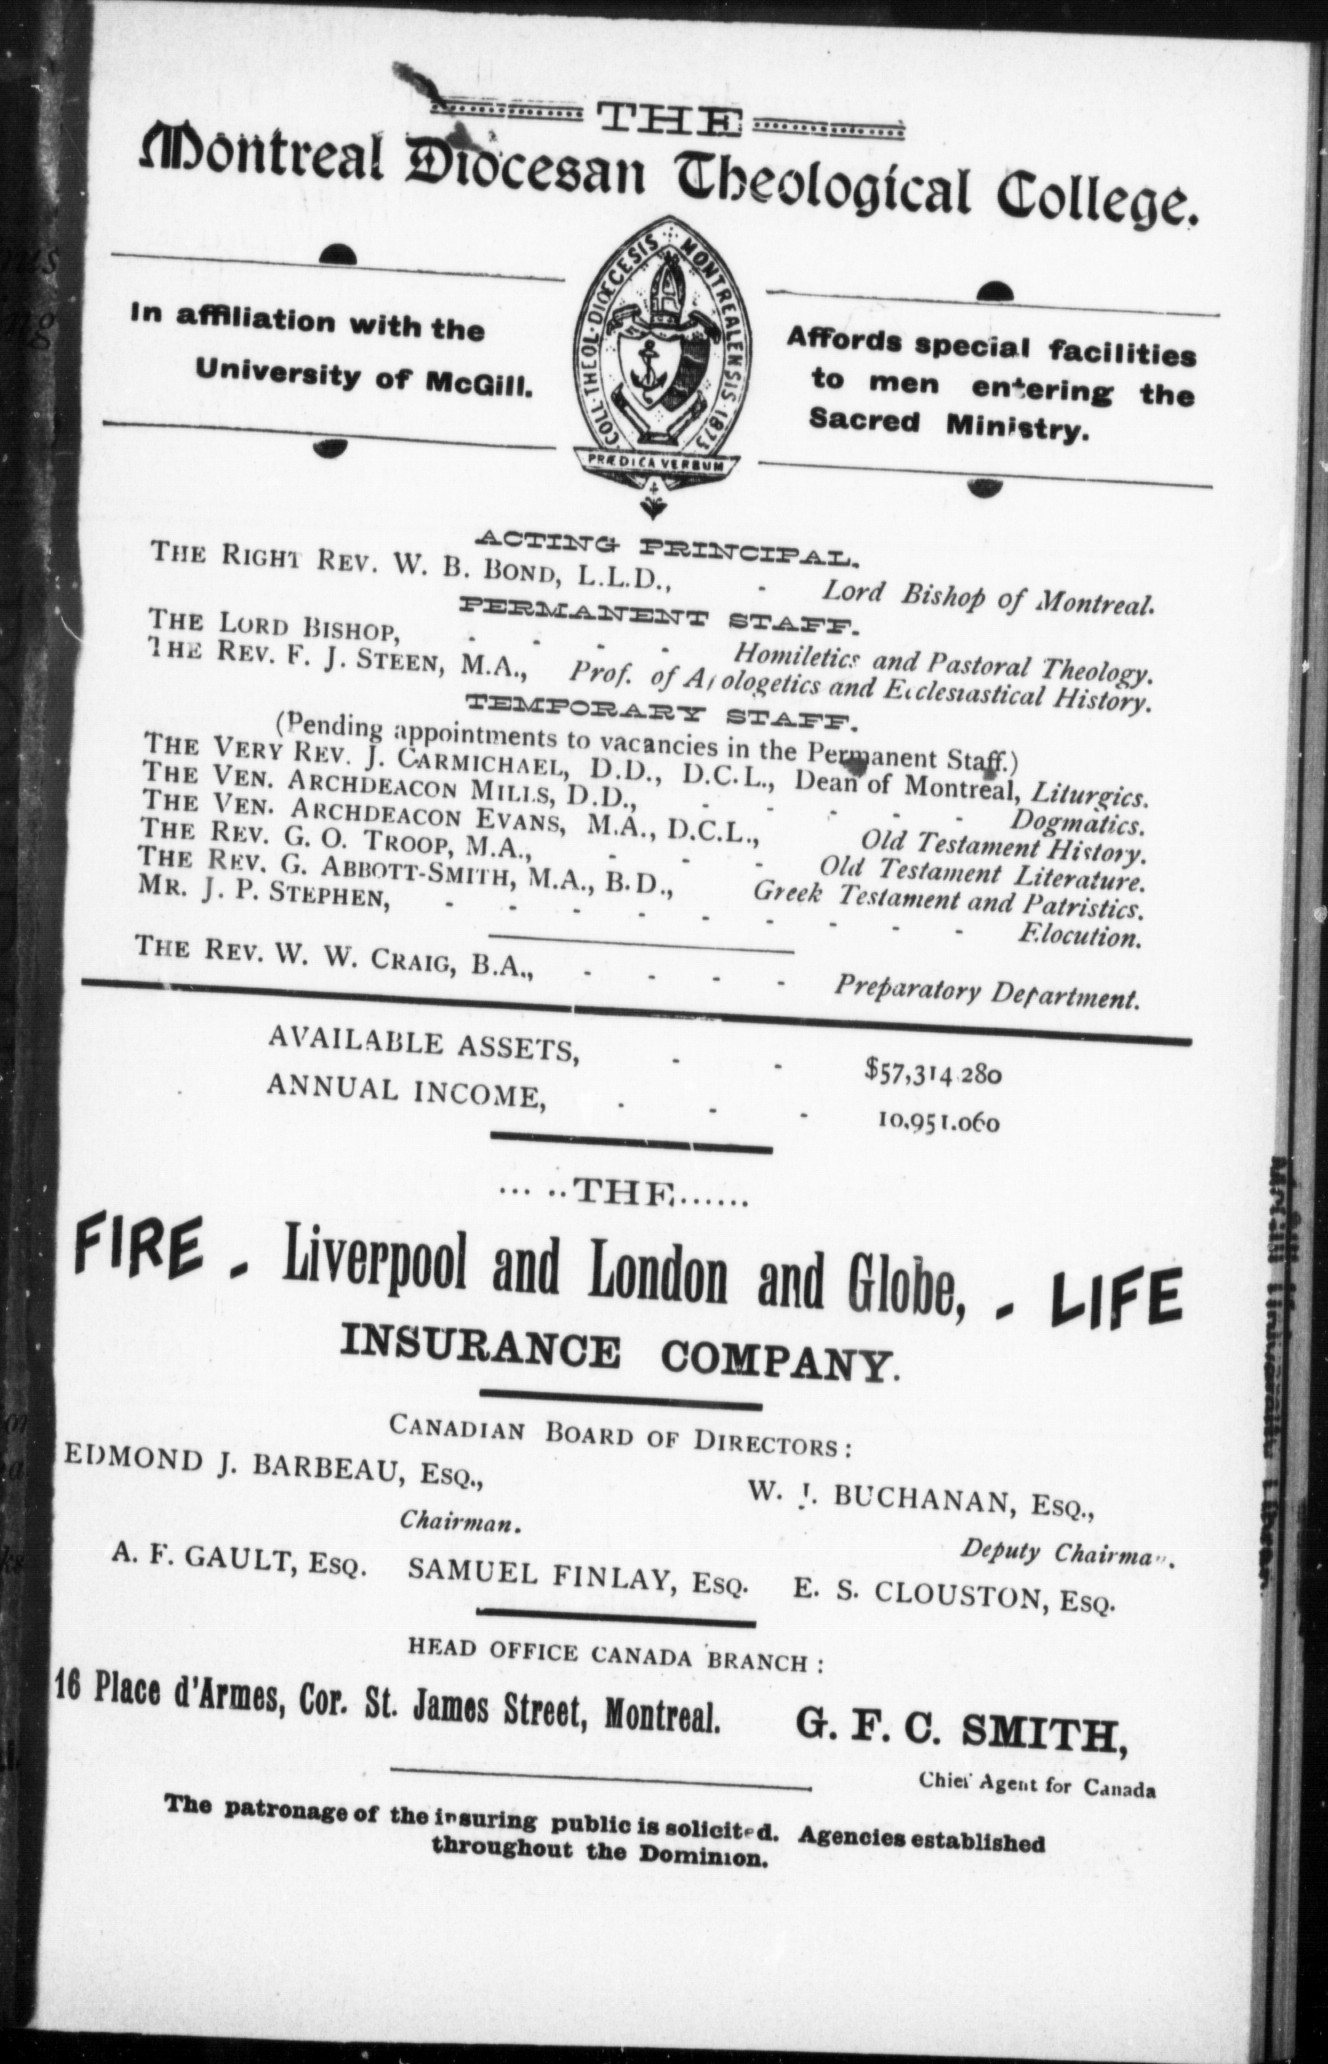 THE
Montreal Diocesan Theological College.
In affiliation with the
University of McGill.
COLL·THEOL·DIOECESIS MONTREALENSIS·1873
PRÆDICA VERBUM
Affords special facilities
to men entering the
Sacred Ministry.
ACTING PRINCIPAL.
THE RIGHT REV. W. B. BOND, L.L.D., - Lord Bishop of Montreal.
PERMANENT STAFF.
THE LORD BISHOP, - - - - Homiletics and Pastoral Theology.
THE REV. F. J. STEEN, M.A., Prof. of Apologetics and Ecclesiastical History.
TEMPORARY STAFF.
(Pending appointments to vacancies in the Permanent Staff.)
THE VERY REV. J. CARMICHAEL, D.D., D.C.L., Dean of Montreal, Liturgics.
THE VEN. ARCHDEACON MILLS, D.D., - - - - - Dogmatics.
THE VEN. ARCHDEACON EVANS, M.A., D.C.L., Old Testament History.
THE REV. G. O. TROOP, M.A., - - - Old Testament Literature.
THE REV. G. ABBOTT-SMITH, M.A., B.D., Greek Testament and Patristics.
MR. J. P. STEPHEN, - - - - - - - - - Elocution.
THE REV. W. W. CRAIG, B.A., - - - - Preparatory Department.
AVAILABLE ASSETS, - - $57,314.280
ANNUAL INCOME, - - - 10,951.060
... ..THE......
FIRE - Liverpool and London and Globe, - LIFE
INSURANCE COMPANY.
CANADIAN BOARD OF DIRECTORS:
EDMOND J. BARBEAU, ESQ.,
Chairman.
W. J. BUCHANAN, ESQ.,
Deputy Chairman.
A. F. GAULT, ESQ. SAMUEL FINLAY, ESQ. E. S. CLOUSTON, ESQ.
HEAD OFFICE CANADA BRANCH:
16 Place d'Armes, Cor. St. James Street, Montreal.
G. F. C. SMITH,
Chief Agent for Canada
The patronage of the insuring public is solicited. Agencies established
throughout the Dominion.